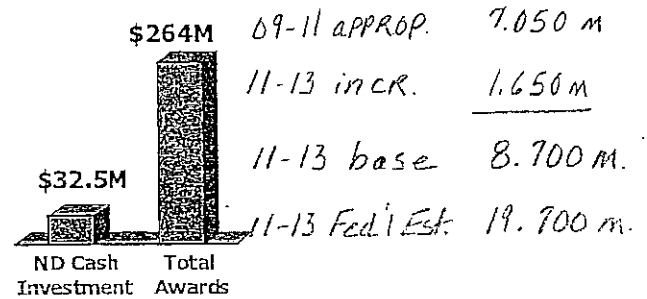 $264M
09-11 APPROP. 7.050 M
11-13 incr. 1.650 M
11-13 base 8.700 M.
$32.5M
11-13 Fed'l Est. 19.700 M.
ND Cash Investment
Total Awards